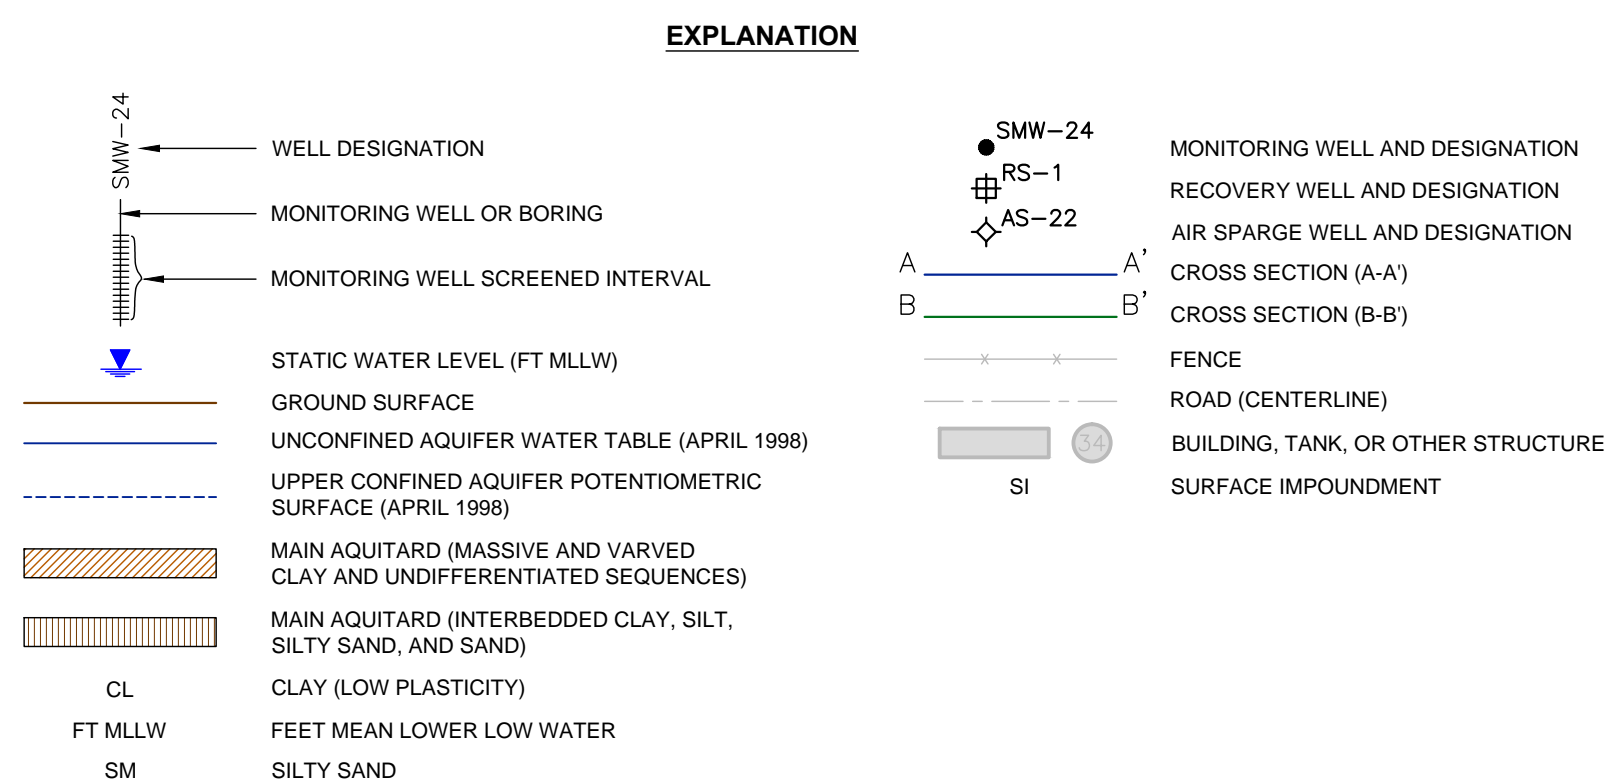 EXPLANATION
SMW-24
WELL DESIGNATION
MONITORING WELL OR BORING
MONITORING WELL SCREENED INTERVAL
STATIC WATER LEVEL (FT MLLW)
GROUND SURFACE
UNCONFINED AQUIFER WATER TABLE (APRIL 1998)
UPPER CONFINED AQUIFER POTENTIOMETRIC
SURFACE (APRIL 1998)
MAIN AQUITARD (MASSIVE AND VARVED
CLAY AND UNDIFFERENTIATED SEQUENCES)
MAIN AQUITARD (INTERBEDDED CLAY, SILT,
SILTY SAND, AND SAND)
CL CLAY (LOW PLASTICITY)
FT MLLW FEET MEAN LOWER LOW WATER
SM SILTY SAND
SMW-24 MONITORING WELL AND DESIGNATION
RS-1 RECOVERY WELL AND DESIGNATION
AS-22 AIR SPARGE WELL AND DESIGNATION
A A' CROSS SECTION (A-A')
B B' CROSS SECTION (B-B')
x x FENCE
ROAD (CENTERLINE)
34 BUILDING, TANK, OR OTHER STRUCTURE
SI SURFACE IMPOUNDMENT